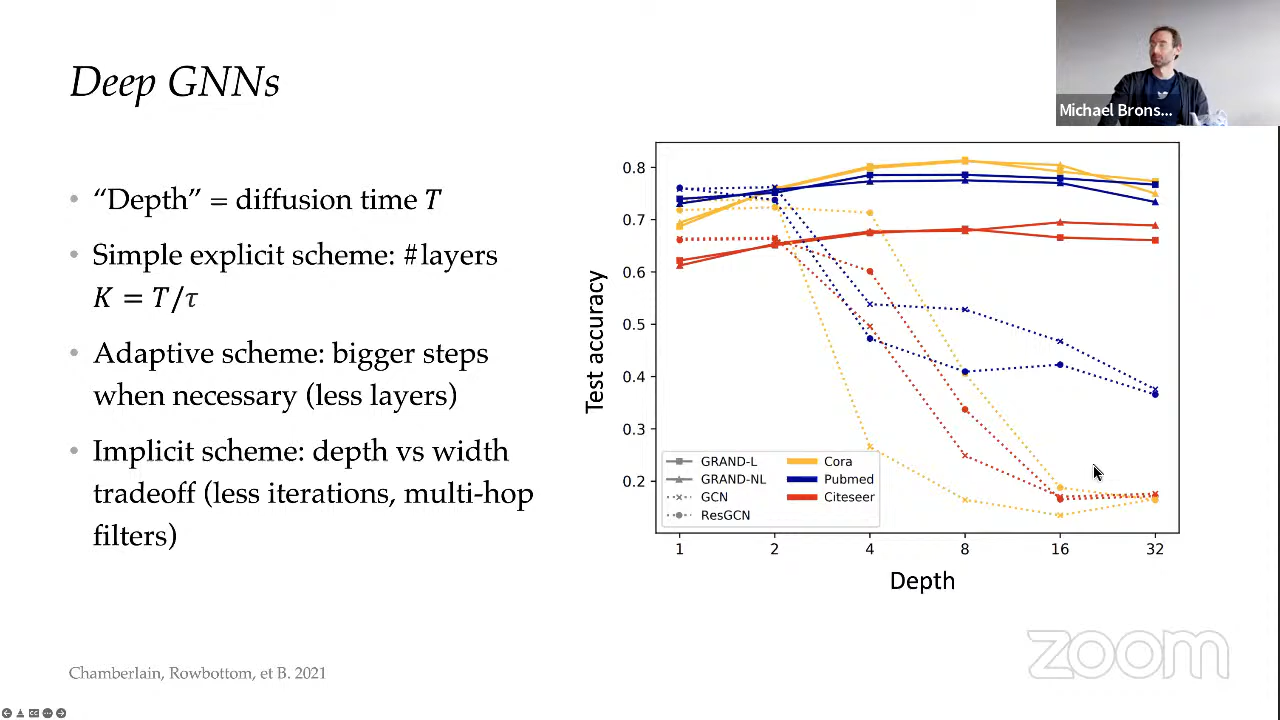 Deep GNNs
Michael Brons...
• “Depth” = diffusion time T
• Simple explicit scheme: #layers
K = T/τ
• Adaptive scheme: bigger steps
when necessary (less layers)
• Implicit scheme: depth vs width
tradeoff (less iterations, multi-hop
filters)
Test accuracy
0.8
0.7
0.6
0.5
0.4
0.3
0.2
GRAND-L
GRAND-NL
GCN
ResGCN
Cora
Pubmed
Citeseer
1 2 4 8 16 32
Depth
Chamberlain, Rowbottom, et B. 2021
zoom